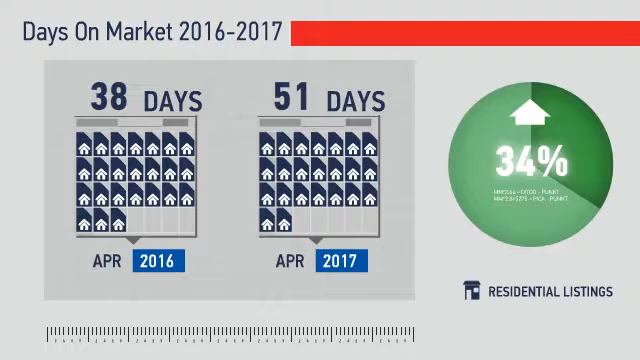 Days On Market 2016-2017
38 DAYS
51 DAYS
34%
APR 2016
APR 2017
RESIDENTIAL LISTINGS